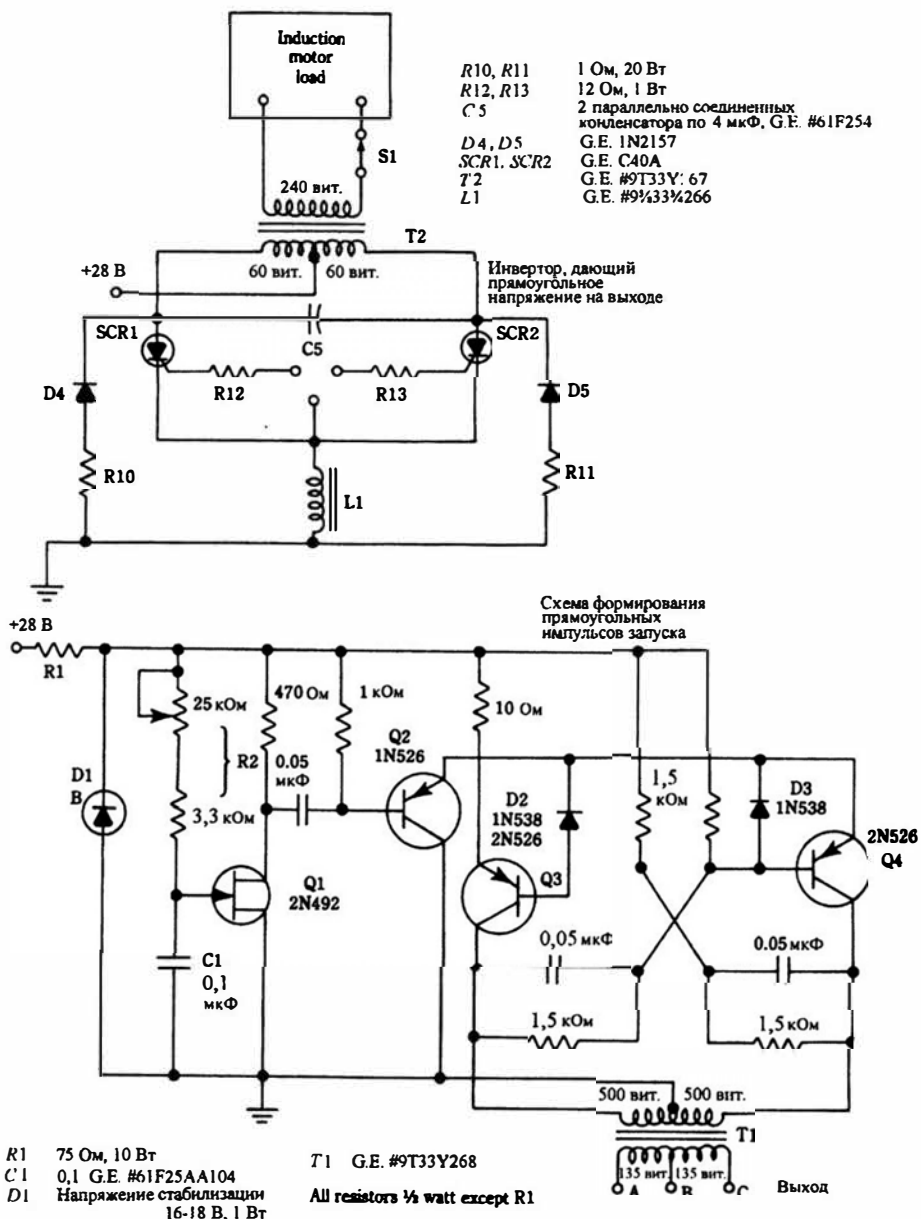 Induction
motor
load
S1
240 вит.
T2
+28 В
60 вит. 60 вит.
R10, R11 1 Ом, 20 Вт
R12, R13 12 Ом, 1 Вт
C5 2 параллельно соединенных
конденсатора по 4 мкФ, G.E. #61F254
D4, D5 G.E. 1N2157
SCR1, SCR2 G.E. C40A
T2 G.E. #9T33Y: 67
L1 G.E. #9¾33¾266
Инвертор, дающий
прямоугольное
напряжение на выходе
SCR1
C5
SCR2
D4
R12
R13
D5
R10
L1
R11
Схема формирования
прямоугольных
импульсов запуска
+28 В
R1
25 кОм
470 Ом
1 кОм
10 Ом
R2
D1
В
3,3 кОм
0.05
мкФ
Q2
1N526
D2
1N538
2N526
1,5
кОм
D3
1N538
2N526
Q4
Q1
2N492
Q3
C1
0,1
мкФ
0,05 мкФ
0.05 мкФ
1,5 кОм
1,5 кОм
500 вит. 500 вит.
T1
135 вит. 135 вит.
A B C
Выход
R1 75 Ом, 10 Вт
C1 0,1 G.E. #61F25AA104
D1 Напряжение стабилизации
16-18 В, 1 Вт
T1 G.E. #9T33Y268
All resistors ½ watt except R1